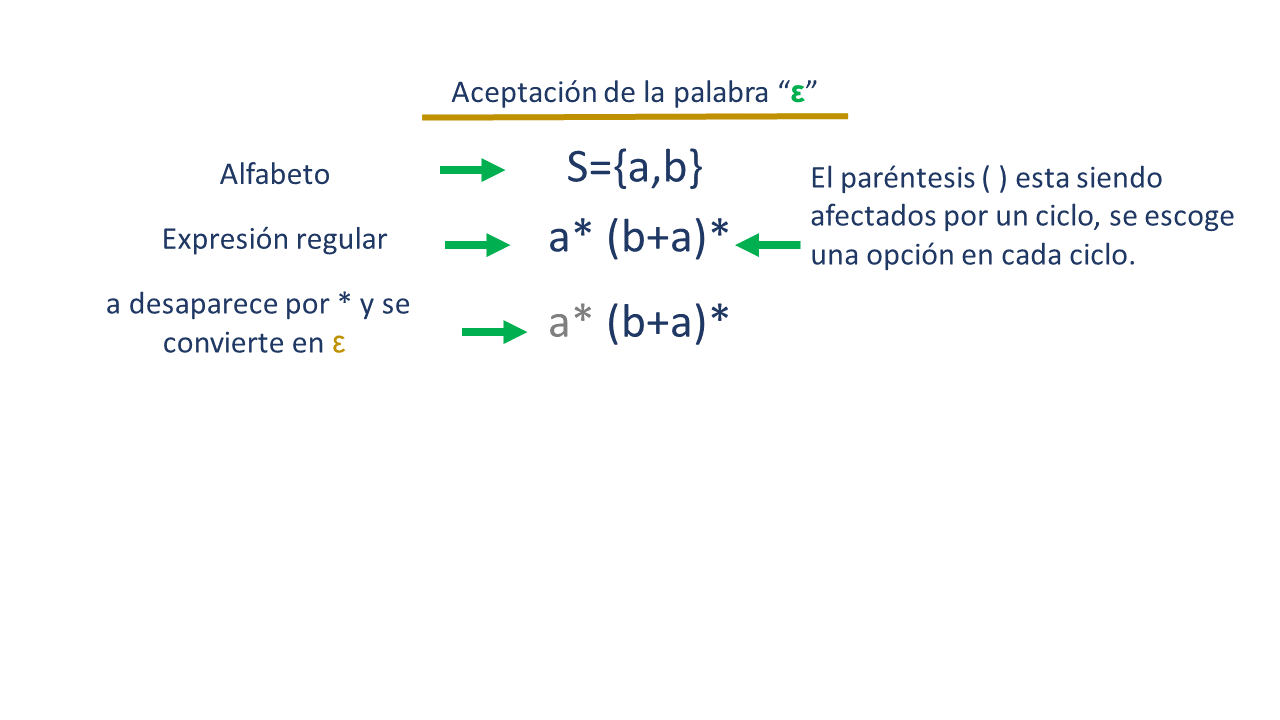 Aceptación de la palabra “ε”
Alfabeto
S={a,b}
El paréntesis ( ) esta siendo
afectados por un ciclo, se escoge
una opción en cada ciclo.
Expresión regular
a* (b+a)*
a desaparece por * y se
convierte en ε
a* (b+a)*